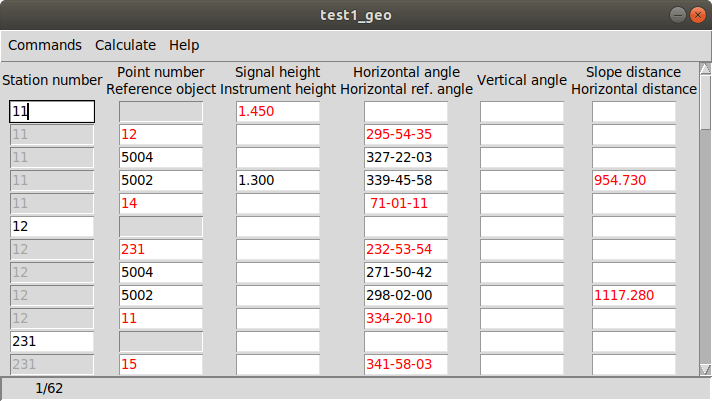 test1_geo
Commands Calculate Help
Station number Point number Reference object Signal height Instrument height Horizontal angle Horizontal ref. angle Vertical angle Slope distance Horizontal distance
11 1.450
11 12 295-54-35
11 5004 327-22-03
11 5002 1.300 339-45-58 954.730
11 14 71-01-11
12
12 231 232-53-54
12 5004 271-50-42
12 5002 298-02-00 1117.280
12 11 334-20-10
231
231 15 341-58-03
1/62